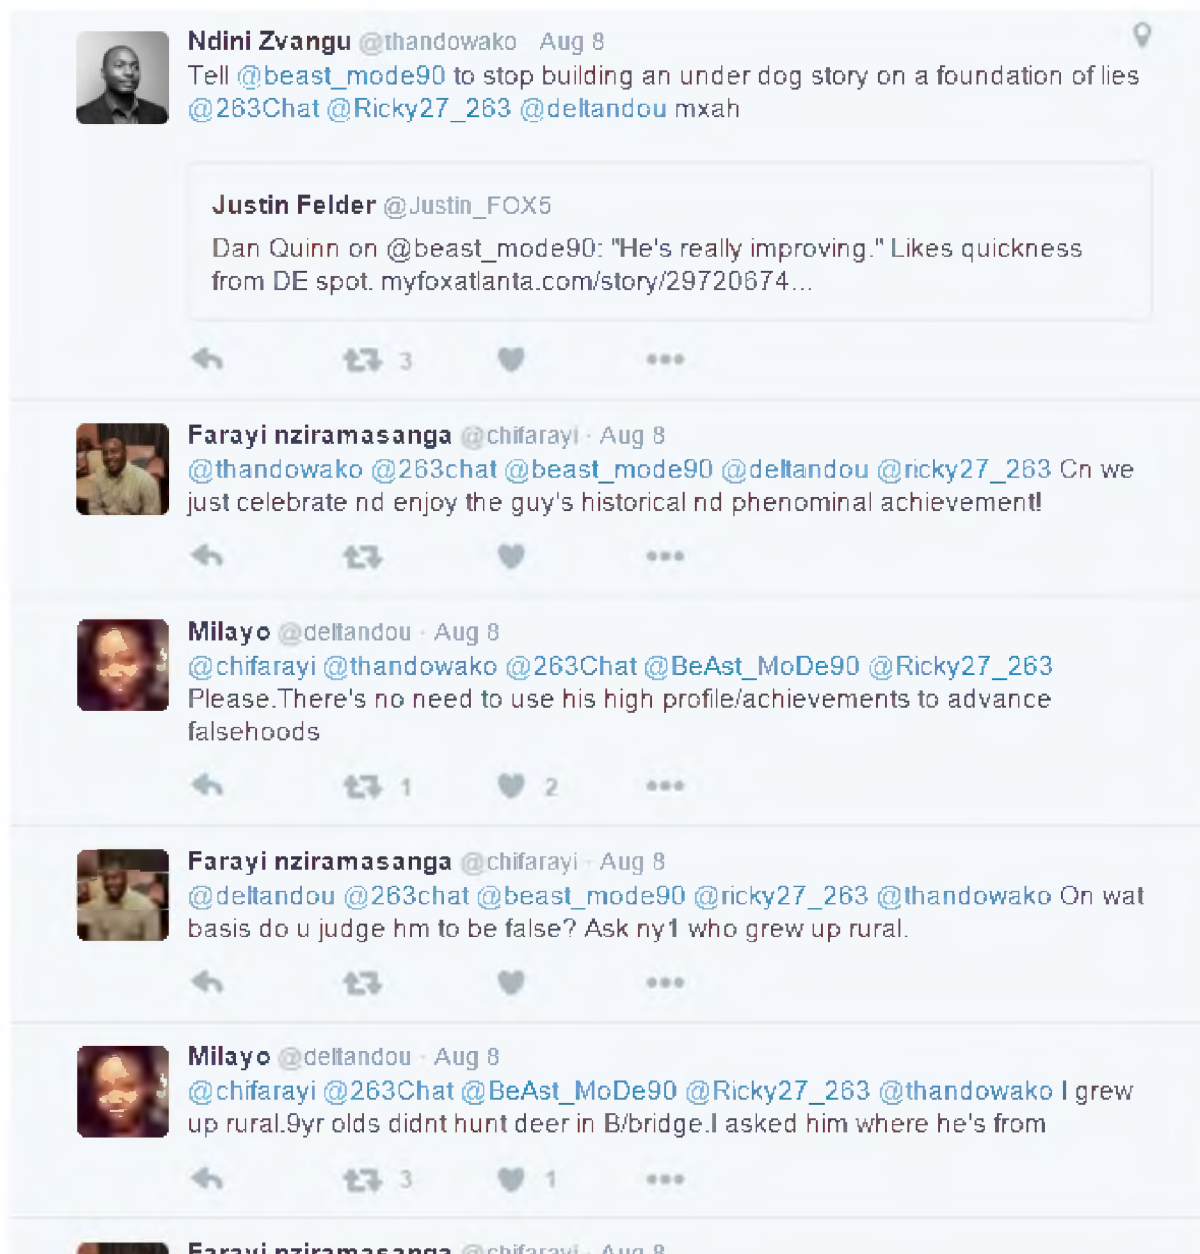 Ndini Zvangu @thandowako Aug 8
Tell @beast_mode90 to stop building an under dog story on a foundation of lies
@263Chat @Ricky27_263 @deltandou mxah
Justin Felder @Justin_FOX5
Dan Quinn on @beast_mode90: "He's really improving." Likes quickness
from DE spot. myfoxatlanta.com/story/29720674...
3
Farayi nziramasanga @chifarayi · Aug 8
@thandowako @263chat @beast_mode90 @deltandou @ricky27_263 Cn we
just celebrate nd enjoy the guy's historical nd phenominal achievement!
Milayo @deltandou · Aug 8
@chifarayi @thandowako @263Chat @BeAst_MoDe90 @Ricky27_263
Please.There's no need to use his high profile/achievements to advance
falsehoods
1 2
Farayi nziramasanga @chifarayi · Aug 8
@deltandou @263chat @beast_mode90 @ricky27_263 @thandowako On wat
basis do u judge hm to be false? Ask ny1 who grew up rural.
Milayo @deltandou · Aug 8
@chifarayi @263Chat @BeAst_MoDe90 @Ricky27_263 @thandowako I grew
up rural.9yr olds didnt hunt deer in B/bridge.I asked him where he's from
3 1
Farayi nziramasanga @chifarayi · Aug 8